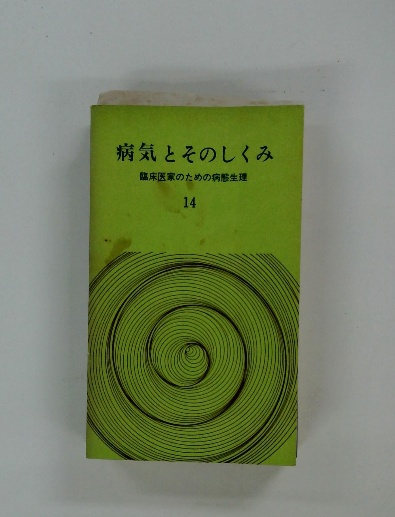 病気とそのしくみ
臨床医家のための病態生理
14